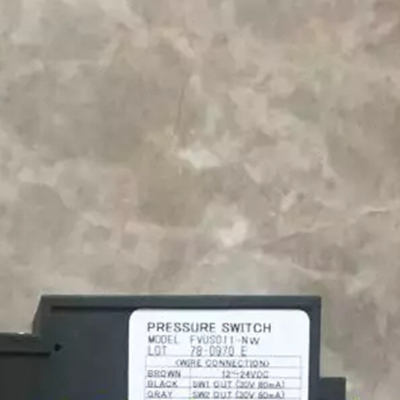 PRESSURE SWITCH
MODEL FVUS011-NW
LOT 78-0970 E
(WIRE CONNECTION)
BROWN 12~24VDC
BLACK SW1 OUT (30V 80mA)
GRAY SW2 OUT (30V 80mA)